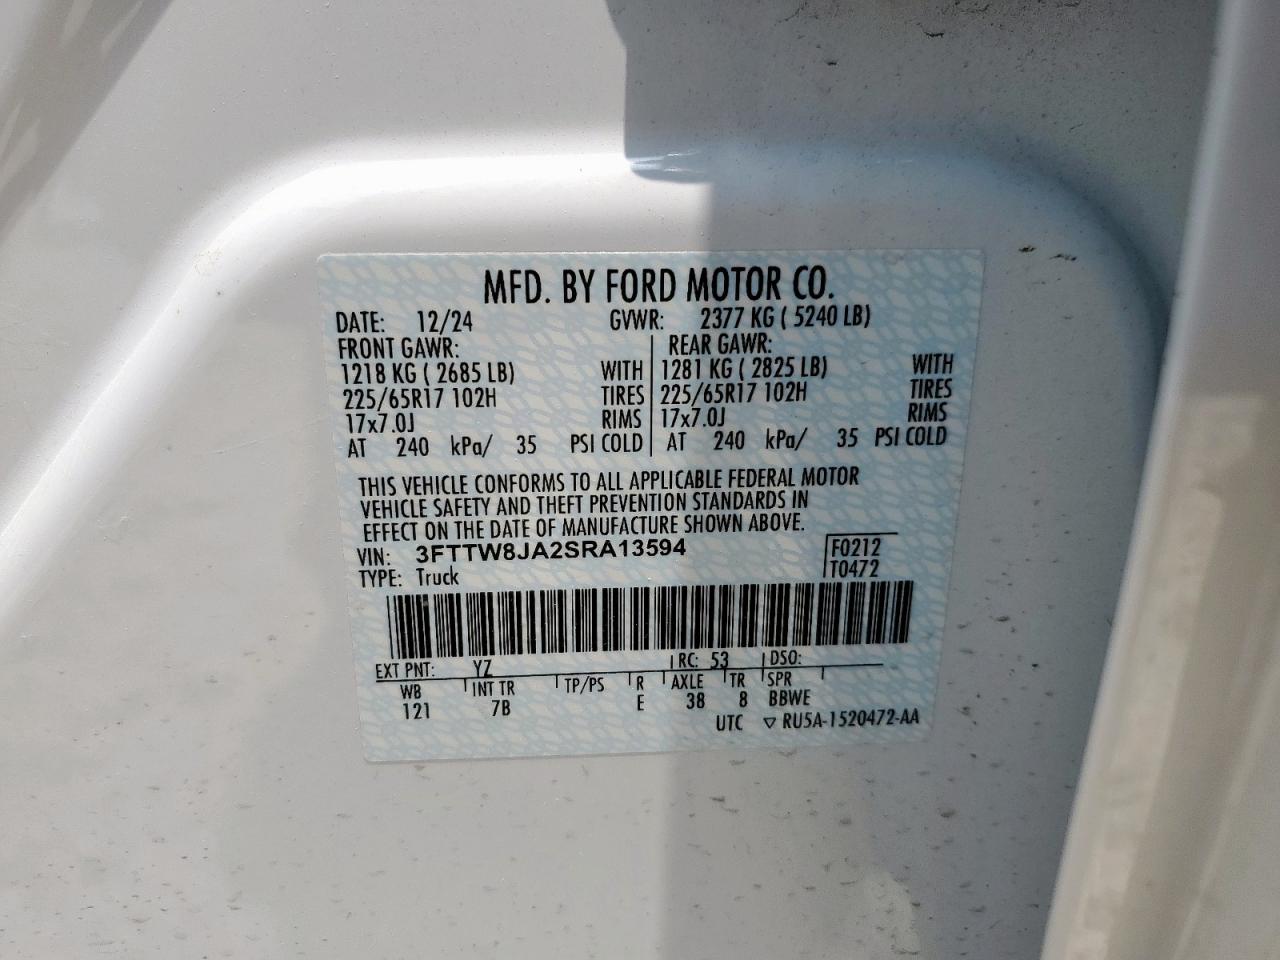 MFD. BY FORD MOTOR CO.
DATE: 12/24 GVWR: 2377 KG ( 5240 LB)
FRONT GAWR: REAR GAWR:
1218 KG ( 2685 LB) WITH 1281 KG ( 2825 LB) WITH
225/65R17 102H TIRES 225/65R17 102H TIRES
17x7.0J RIMS 17x7.0J RIMS
AT 240 kPa/ 35 PSI COLD AT 240 kPa/ 35 PSI COLD
THIS VEHICLE CONFORMS TO ALL APPLICABLE FEDERAL MOTOR
VEHICLE SAFETY AND THEFT PREVENTION STANDARDS IN
EFFECT ON THE DATE OF MANUFACTURE SHOWN ABOVE.
VIN: 3FTTW8JA2SRA13594 F0212
TYPE: Truck T0472
EXT PNT: YZ RC: 53 DSO:
WB INT TR TP/PS R AXLE TR SPR
121 7B E 38 8 BBWE
UTC ▽ RU5A-1520472-AA